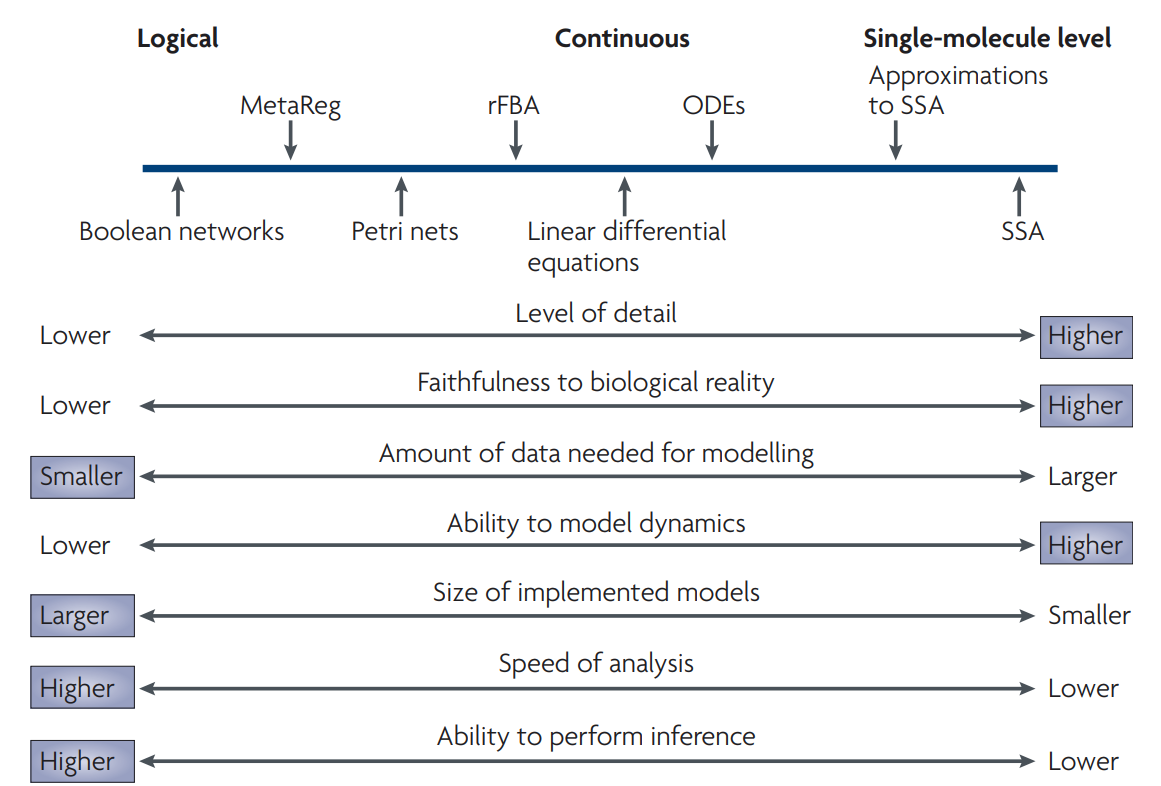 Logical Continuous Single-molecule level
Approximations
to SSA
MetaReg rFBA ODEs
Boolean networks Petri nets Linear differential SSA
equations
Level of detail
Lower Higher
Faithfulness to biological reality
Lower Higher
Amount of data needed for modelling
Smaller Larger
Ability to model dynamics
Lower Higher
Size of implemented models
Larger Smaller
Speed of analysis
Higher Lower
Ability to perform inference
Higher Lower